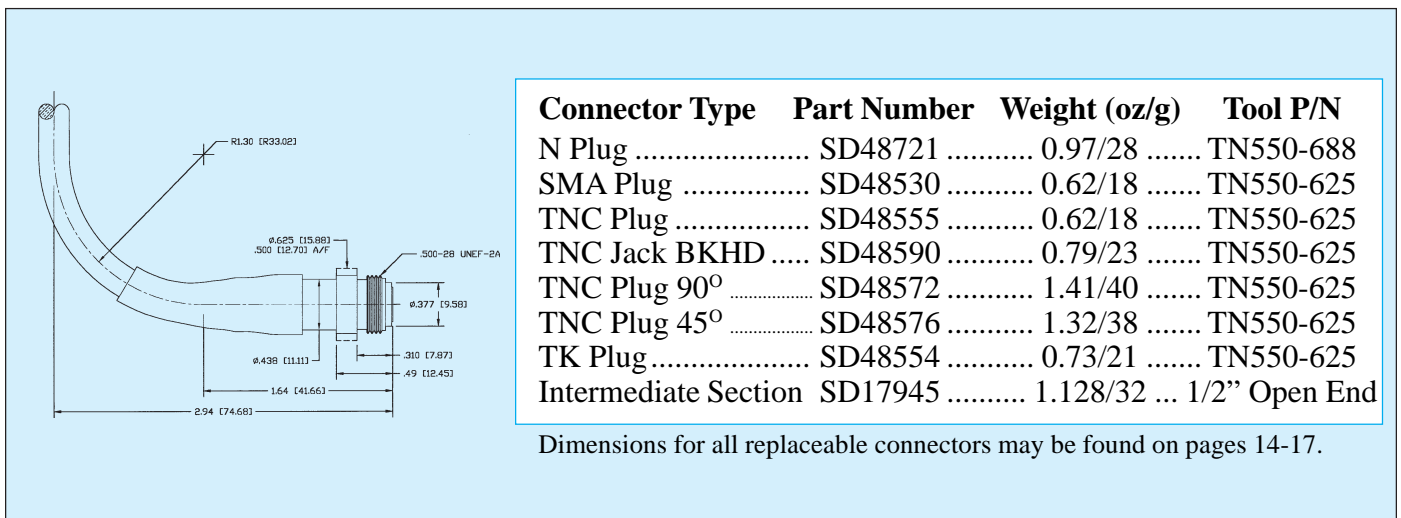 R1.30 [R33.02]
ø.625 [15.88]
.500 [12.70] A/F
.500-28 UNEF-2A
ø.377 [9.58]
ø.438 [11.11]
.310 [7.87]
.49 [12.45]
1.64 [41.66]
2.94 [74.68]
Connector Type Part Number Weight (oz/g) Tool P/N
N Plug ...................... SD48721 ........... 0.97/28 ....... TN550-688
SMA Plug ................ SD48530 ........... 0.62/18 ....... TN550-625
TNC Plug ................. SD48555 ........... 0.62/18 ....... TN550-625
TNC Jack BKHD ..... SD48590 ........... 0.79/23 ....... TN550-625
TNC Plug 90O ................. SD48572 ........... 1.41/40 ....... TN550-625
TNC Plug 45O ................. SD48576 ........... 1.32/38 ....... TN550-625
TK Plug.................... SD48554 ........... 0.73/21 ....... TN550-625
Intermediate Section SD17945 .......... 1.128/32 ... 1/2” Open End
Dimensions for all replaceable connectors may be found on pages 14-17.